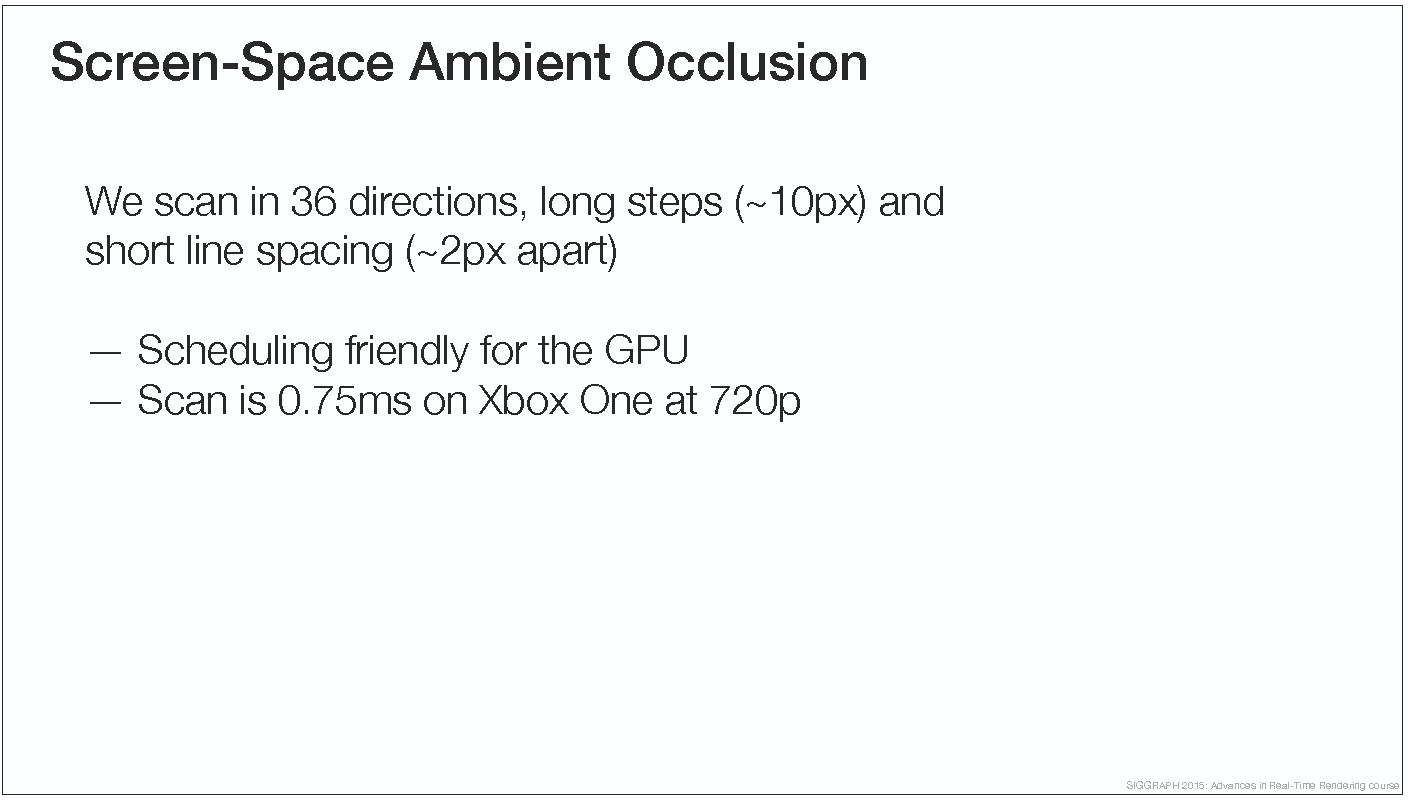 Screen-Space Ambient Occlusion
We scan in 36 directions, long steps (~10px) and
short line spacing (~2px apart)
— Scheduling friendly for the GPU
— Scan is 0.75ms on Xbox One at 720p
SIGGRAPH 2015: Advances in Real-Time Rendering course